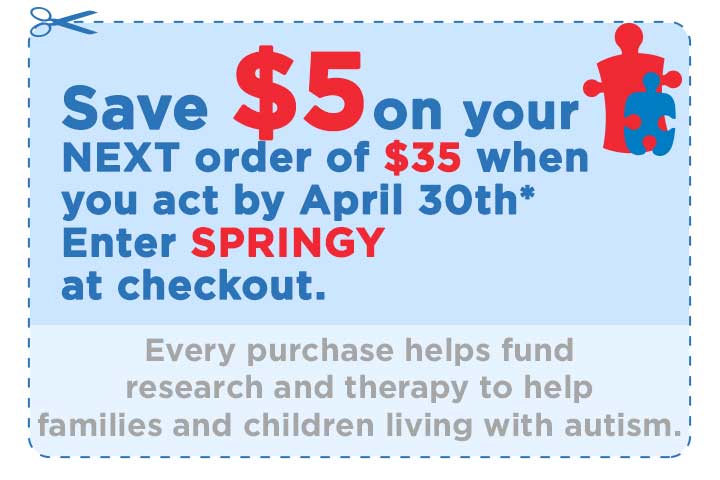 Save $5 on your
NEXT order of $35 when
you act by April 30th*
Enter SPRINGY
at checkout.
Every purchase helps fund
research and therapy to help
families and children living with autism.